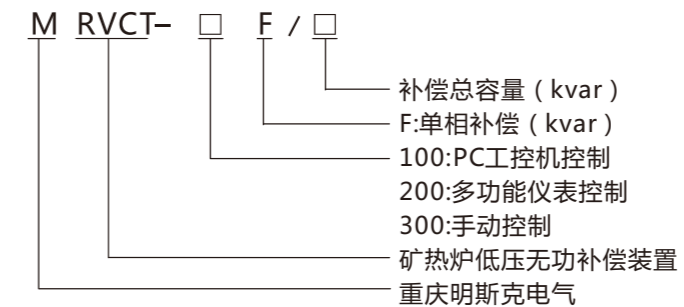 M RVCT– □ F / □
补偿总容量（kvar）
F:单相补偿（kvar）
100:PC工控机控制
200:多功能仪表控制
300:手动控制
矿热炉低压无功补偿装置
重庆明斯克电气